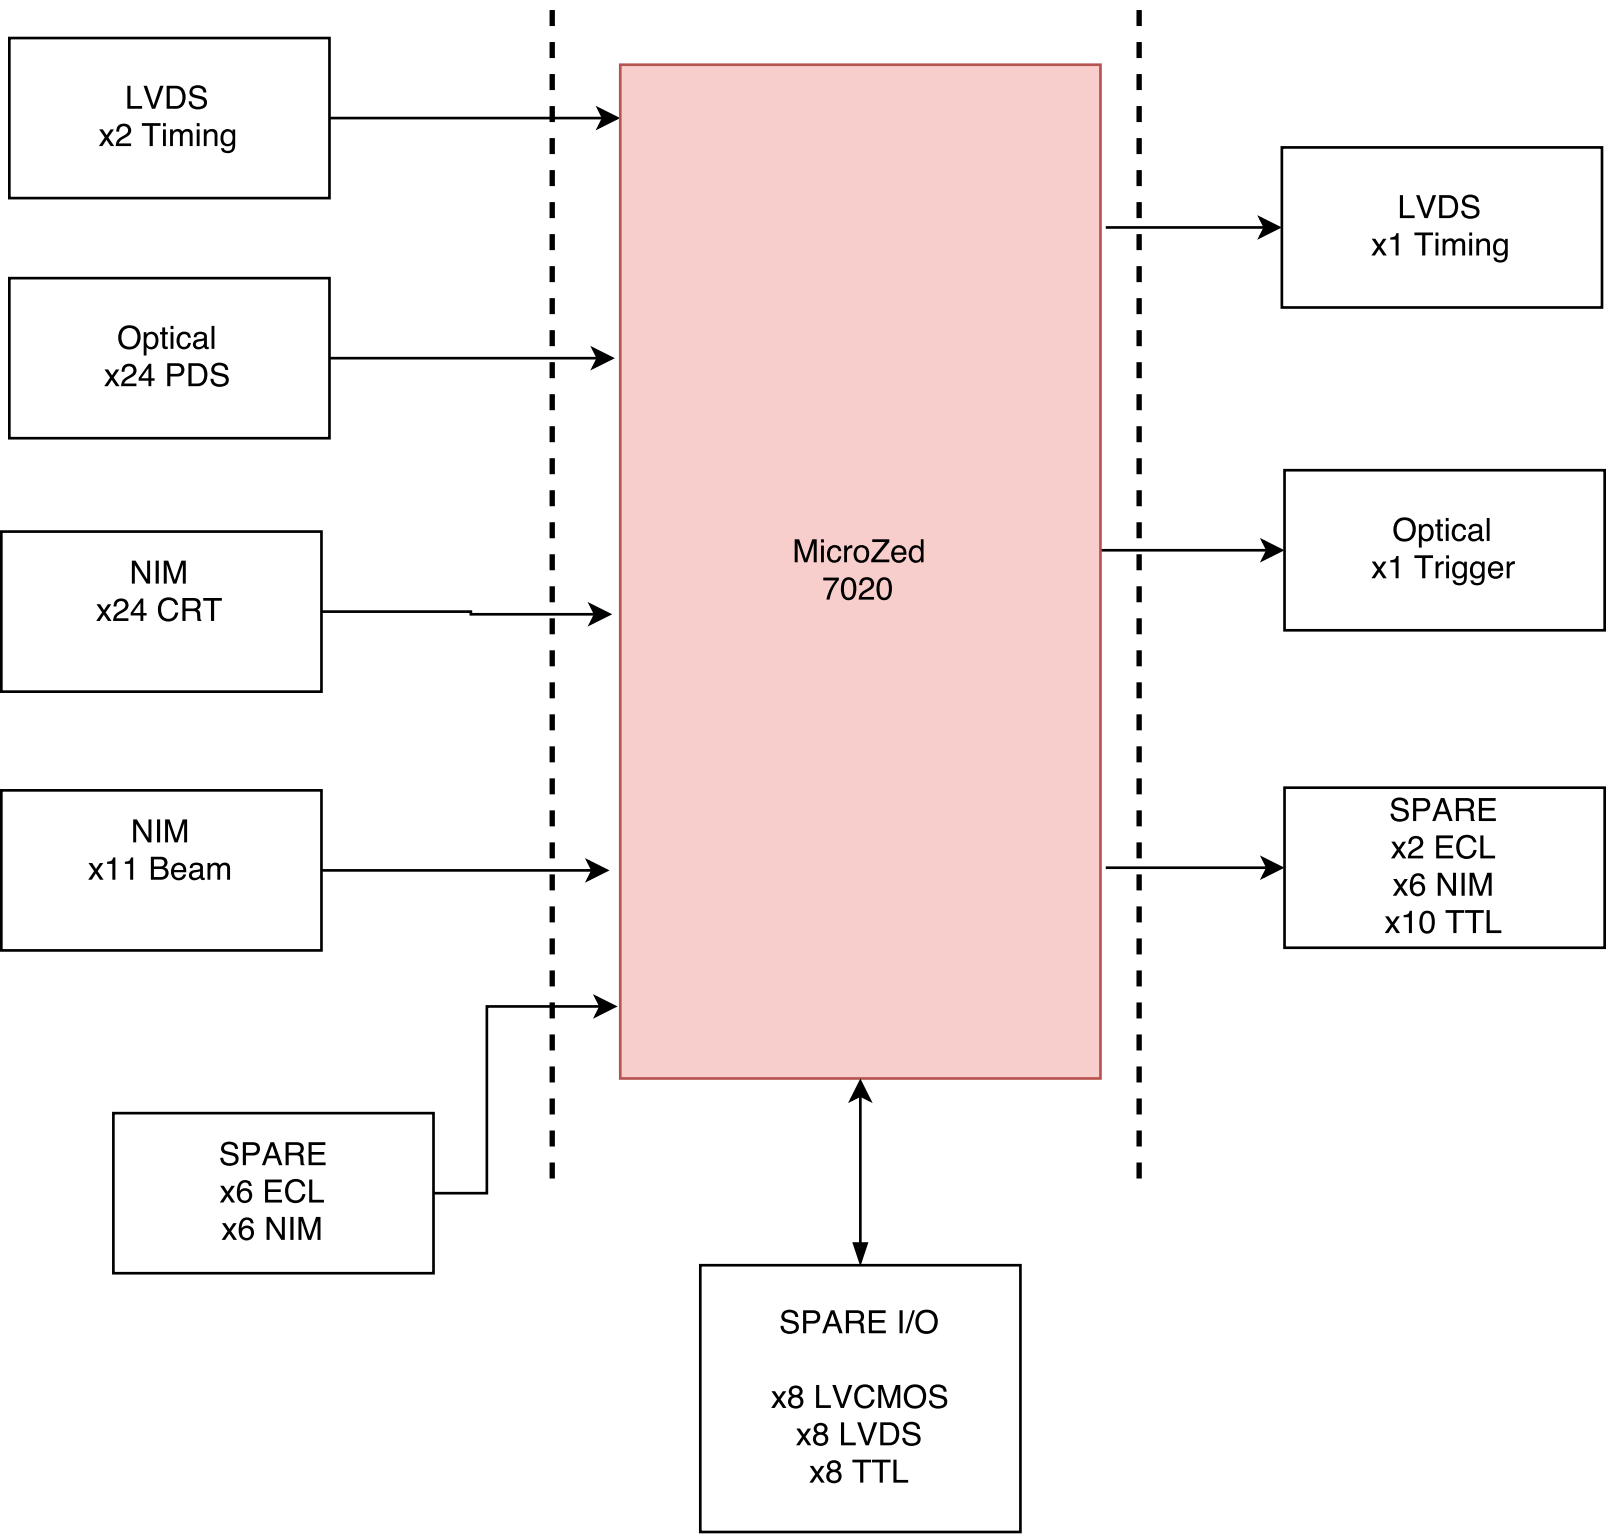 LVDS
x2 Timing
Optical
x24 PDS
NIM
x24 CRT
NIM
x11 Beam
SPARE
x6 ECL
x6 NIM
MicroZed
7020
SPARE I/O
x8 LVCMOS
x8 LVDS
x8 TTL
LVDS
x1 Timing
Optical
x1 Trigger
SPARE
x2 ECL
x6 NIM
x10 TTL